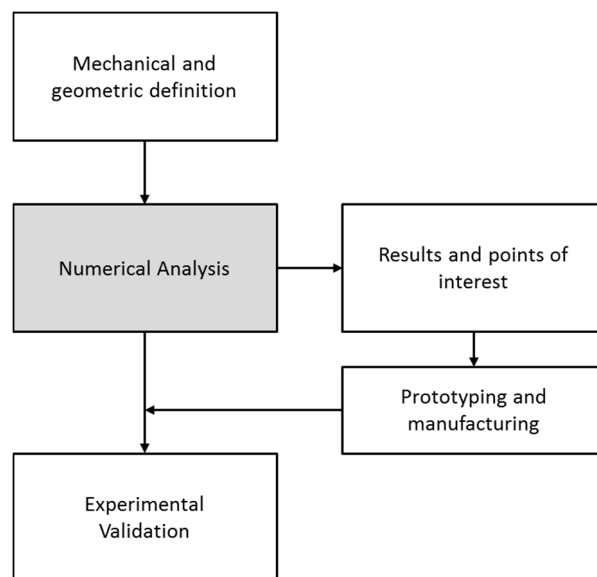 Mechanical and
geometric definition
Numerical Analysis
Results and points of
interest
Prototyping and
manufacturing
Experimental
Validation